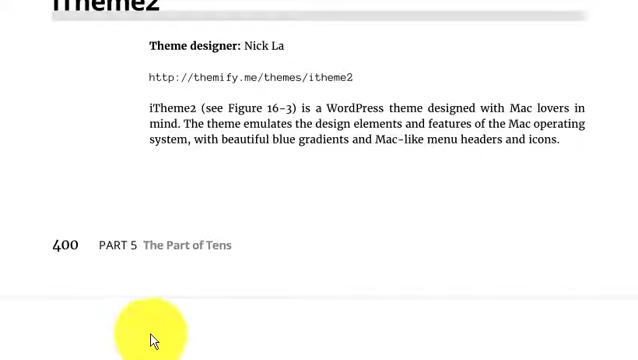 iTheme2
Theme designer: Nick La
http://themify.me/themes/itheme2
iTheme2 (see Figure 16-3) is a WordPress theme designed with Mac lovers in
mind. The theme emulates the design elements and features of the Mac operating
system, with beautiful blue gradients and Mac-like menu headers and icons.
400 PART 5 The Part of Tens